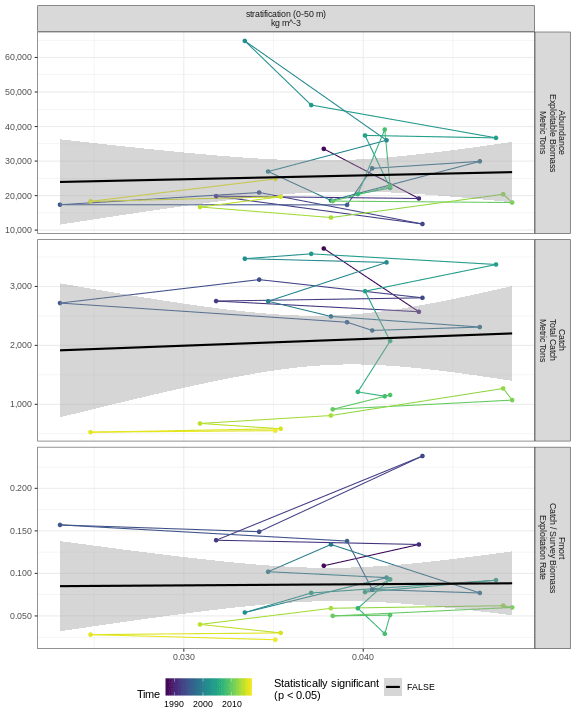 stratification (0-50 m)
kg m^-3
60,000
50,000
40,000
30,000
20,000
10,000
Abundance
Exploitable Biomass
Metric Tons
3,000
2,000
1,000
Catch
Total Catch
Metric Tons
0.200
0.150
0.100
0.050
Fmort
Catch / Survey Biomass
Exploitation Rate
0.030 0.040
Time
1990 2000 2010
Statistically significant
(p < 0.05)
FALSE